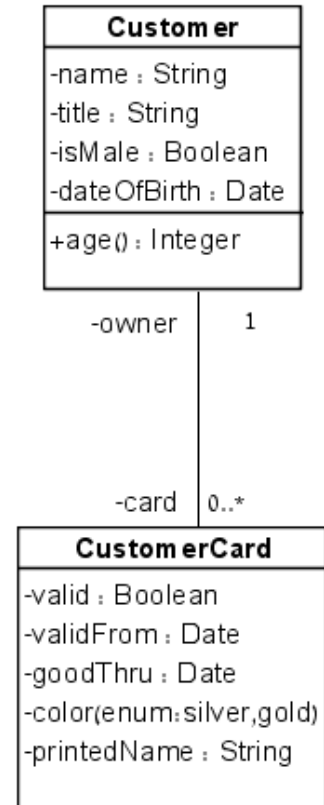 Customer
-name : String
-title : String
-isMale : Boolean
-dateOfBirth : Date
+age() : Integer
-owner 1
-card 0..*
CustomerCard
-valid : Boolean
-validFrom : Date
-goodThru : Date
-color(enum:silver,gold)
-printedName : String